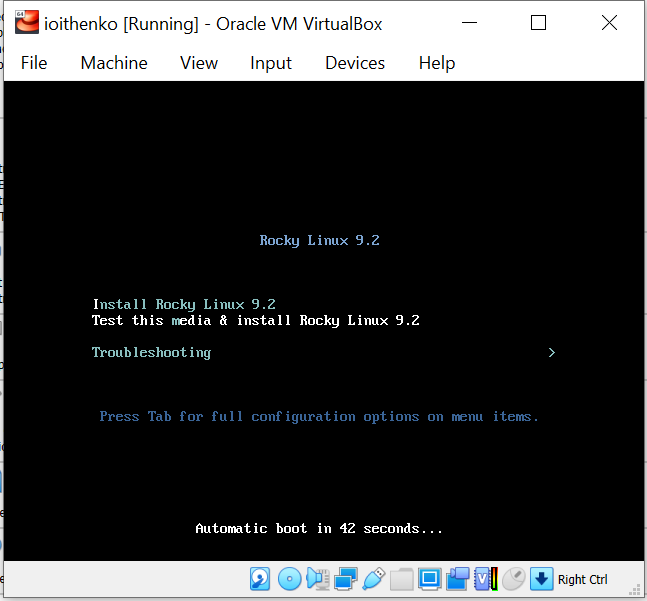 ioithenko [Running] - Oracle VM VirtualBox
File Machine View Input Devices Help
Rocky Linux 9.2
Install Rocky Linux 9.2
Test this media & install Rocky Linux 9.2
Troubleshooting >
Press Tab for full configuration options on menu items.
Automatic boot in 42 seconds...
Right Ctrl